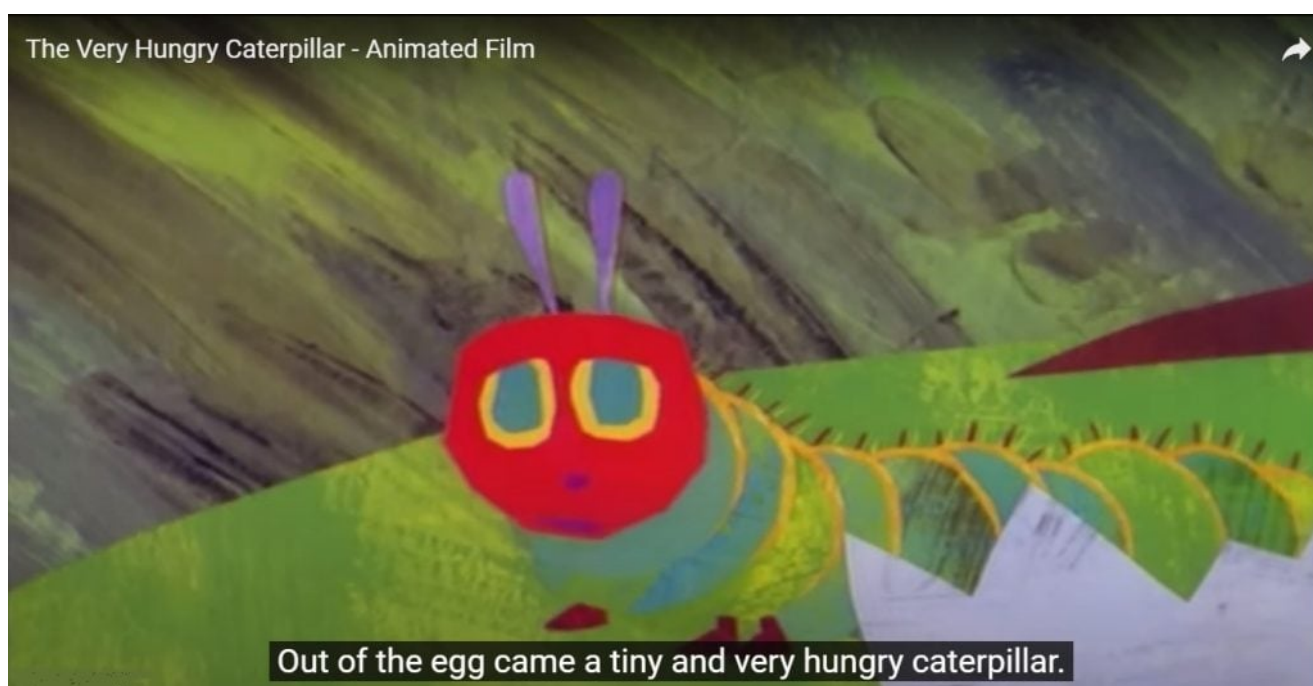 The Very Hungry Caterpillar - Animated Film
Out of the egg came a tiny and very hungry caterpillar.